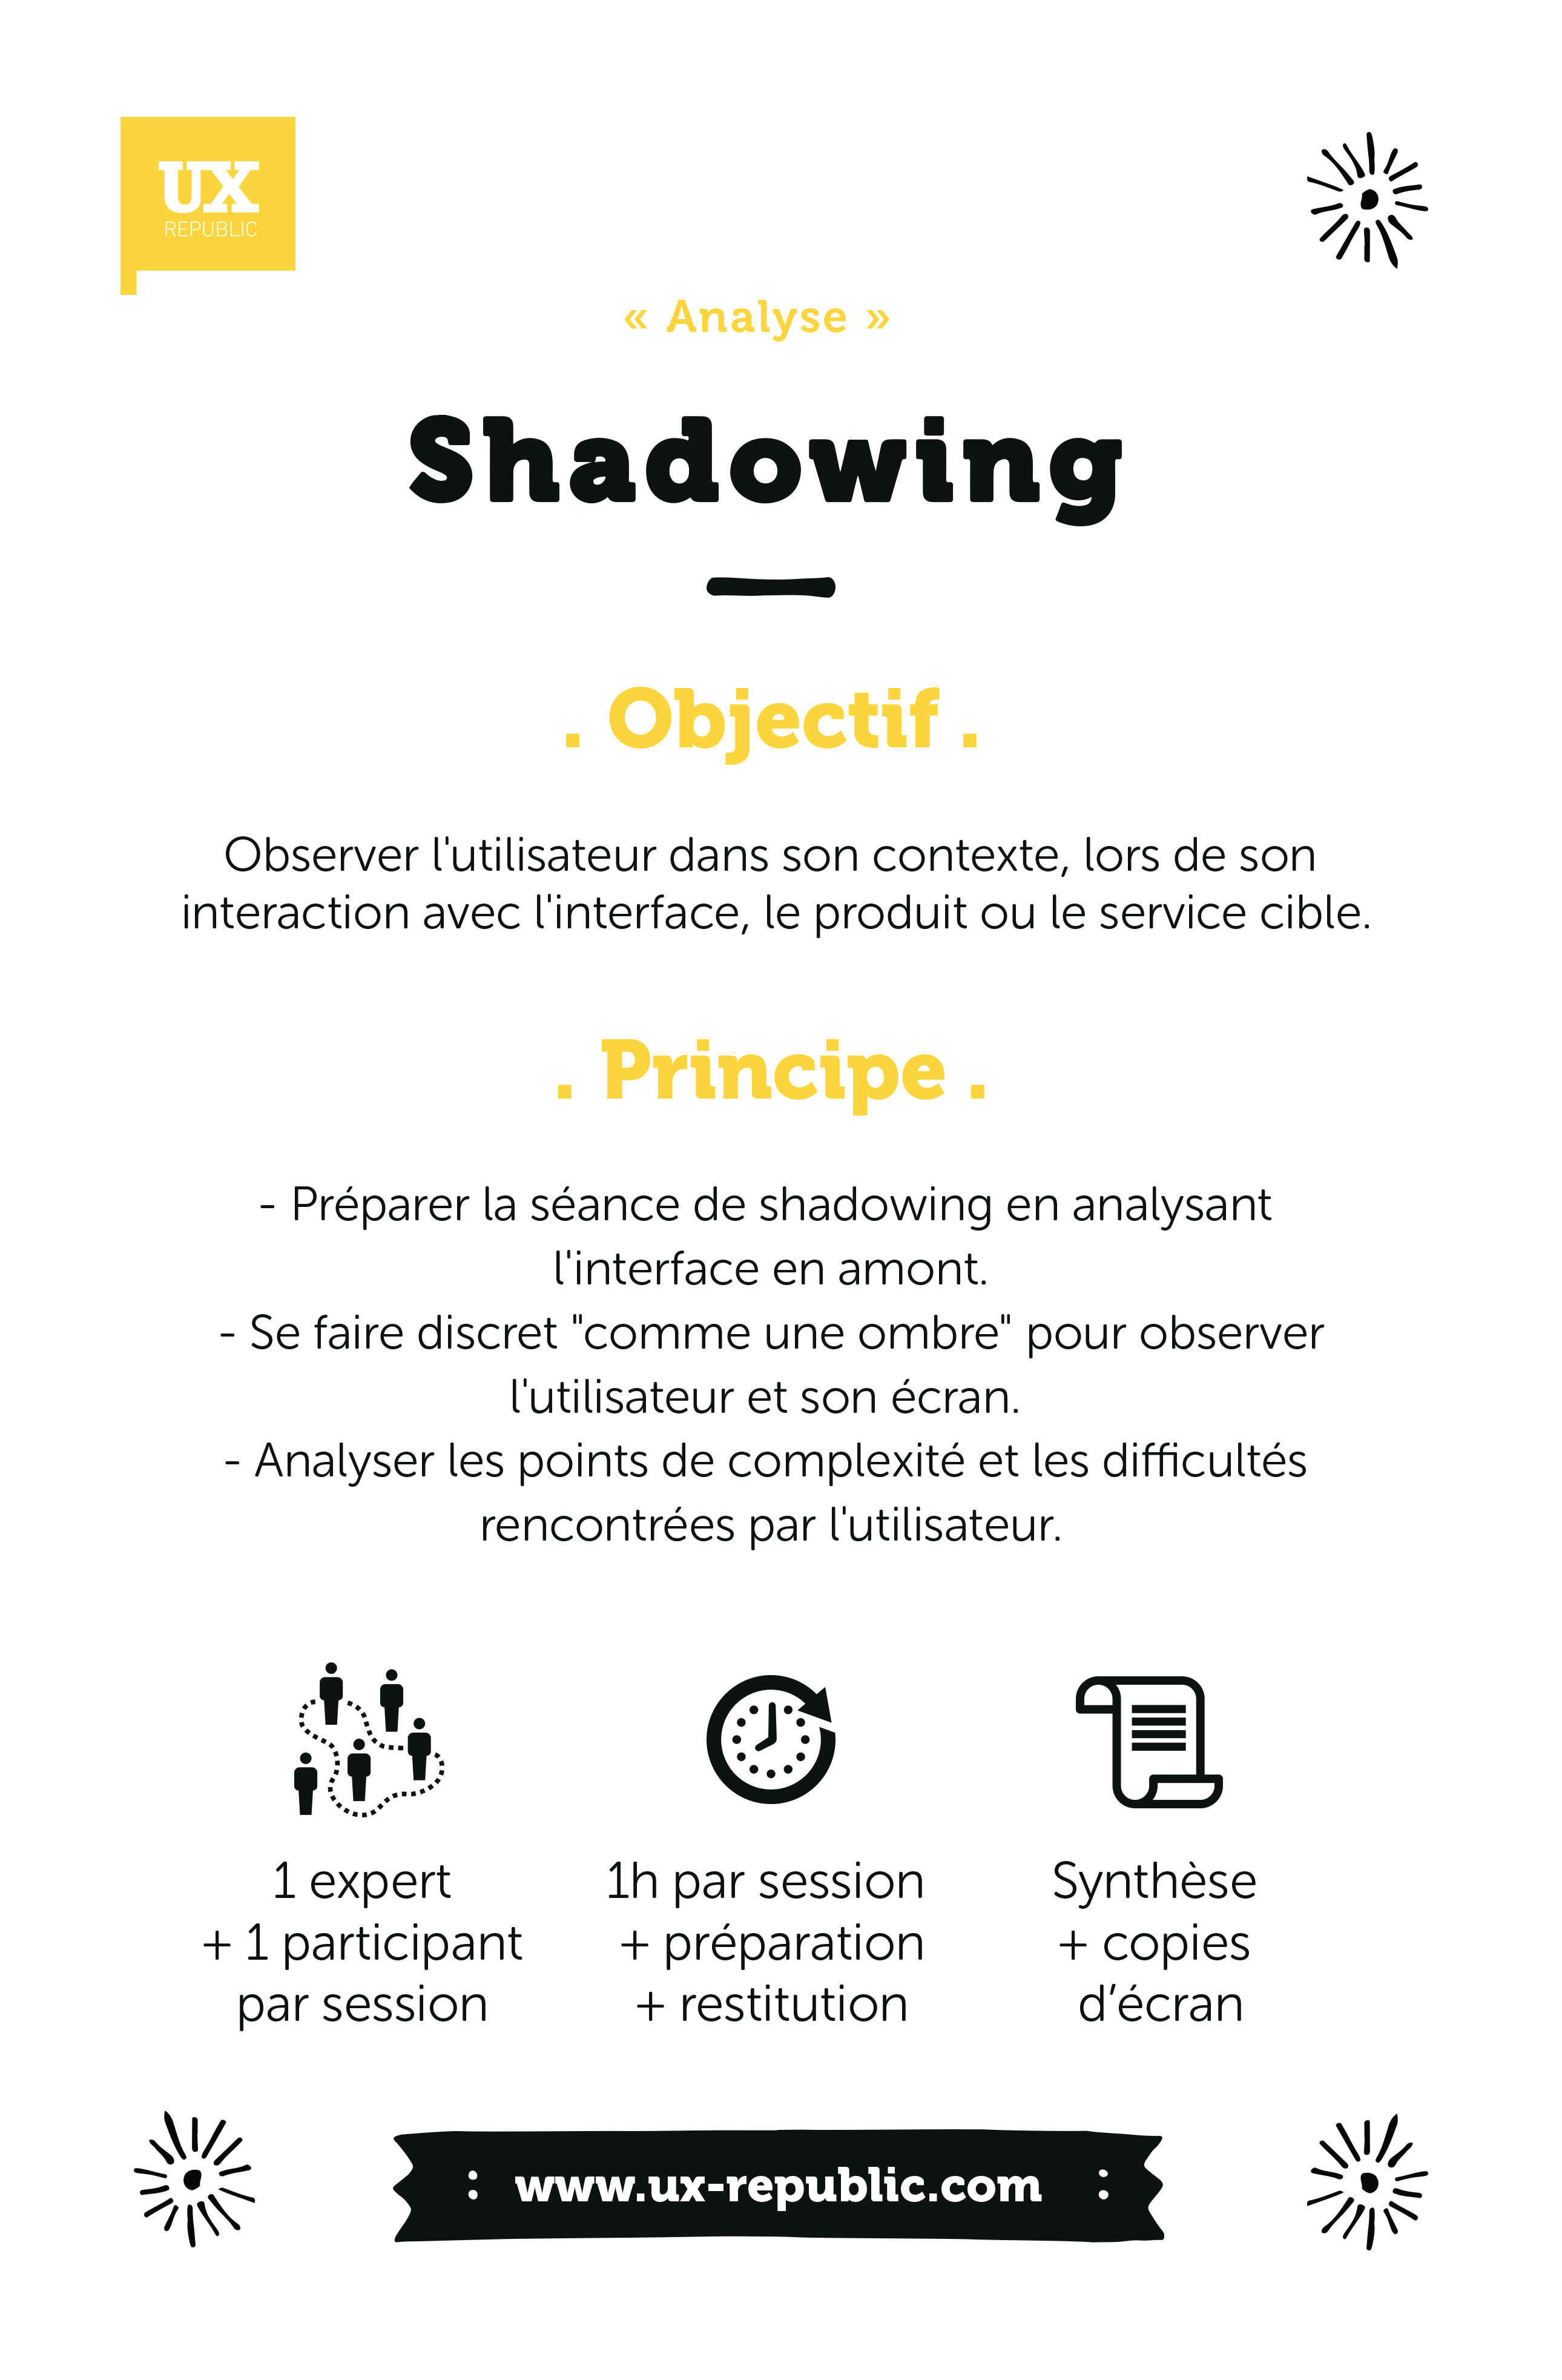 UX
REPUBLIC
« Analyse »
Shadowing
. Objectif .
Observer l'utilisateur dans son contexte, lors de son
interaction avec l'interface, le produit ou le service cible.
. Principe .
- Préparer la séance de shadowing en analysant
l'interface en amont.
- Se faire discret "comme une ombre" pour observer
l'utilisateur et son écran.
- Analyser les points de complexité et les difficultés
rencontrées par l'utilisateur.
1 expert
+ 1 participant
par session
1h par session
+ préparation
+ restitution
Synthèse
+ copies
d’écran
: www.ux-republic.com :